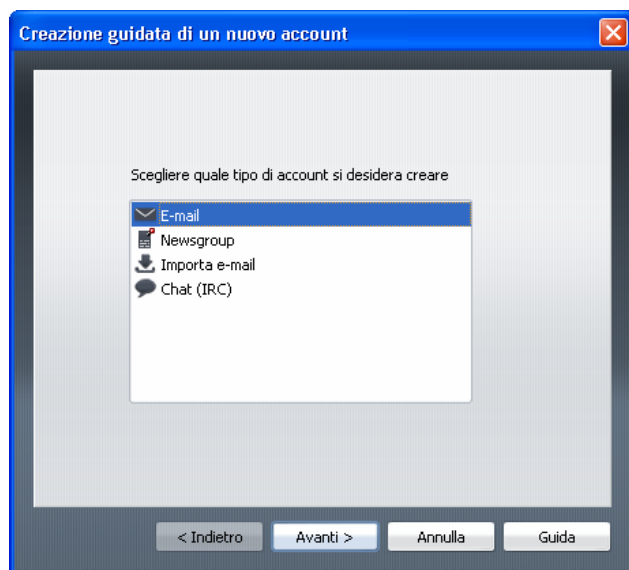 Creazione guidata di un nuovo account
Scegliere quale tipo di account si desidera creare
E-mail
Newsgroup
Importa e-mail
Chat (IRC)
< Indietro
Avanti >
Annulla
Guida